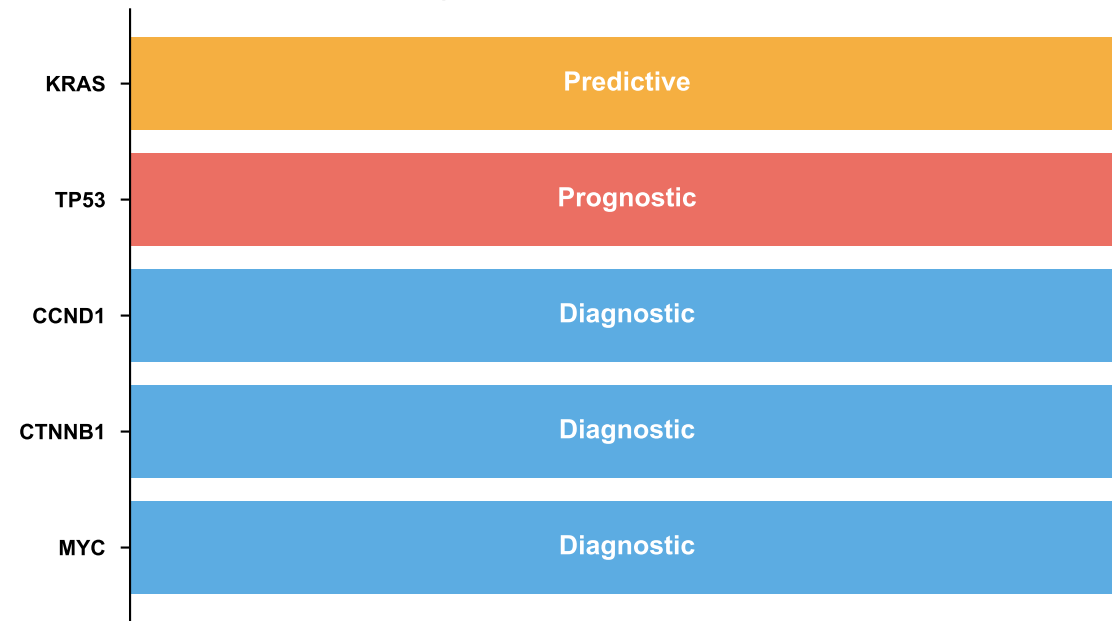 KRAS Predictive
TP53 Prognostic
CCND1 Diagnostic
CTNNB1 Diagnostic
MYC Diagnostic